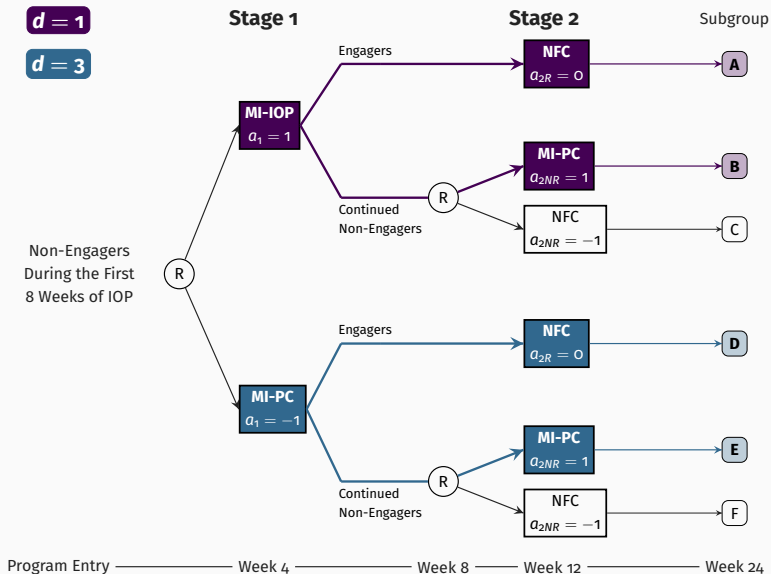 d = 1
d = 3
Stage 1
Stage 2
Subgroup
Engagers
NFC
a2R = 0
A
MI-IOP
a1 = 1
MI-PC
a2NR = 1
B
R
Continued
Non-Engagers
NFC
a2NR = −1
C
Non-Engagers
During the First
8 Weeks of IOP
R
Engagers
NFC
a2R = 0
D
MI-PC
a1 = −1
MI-PC
a2NR = 1
E
R
Continued
Non-Engagers
NFC
a2NR = −1
F
Program Entry Week 4 Week 8 Week 12 Week 24